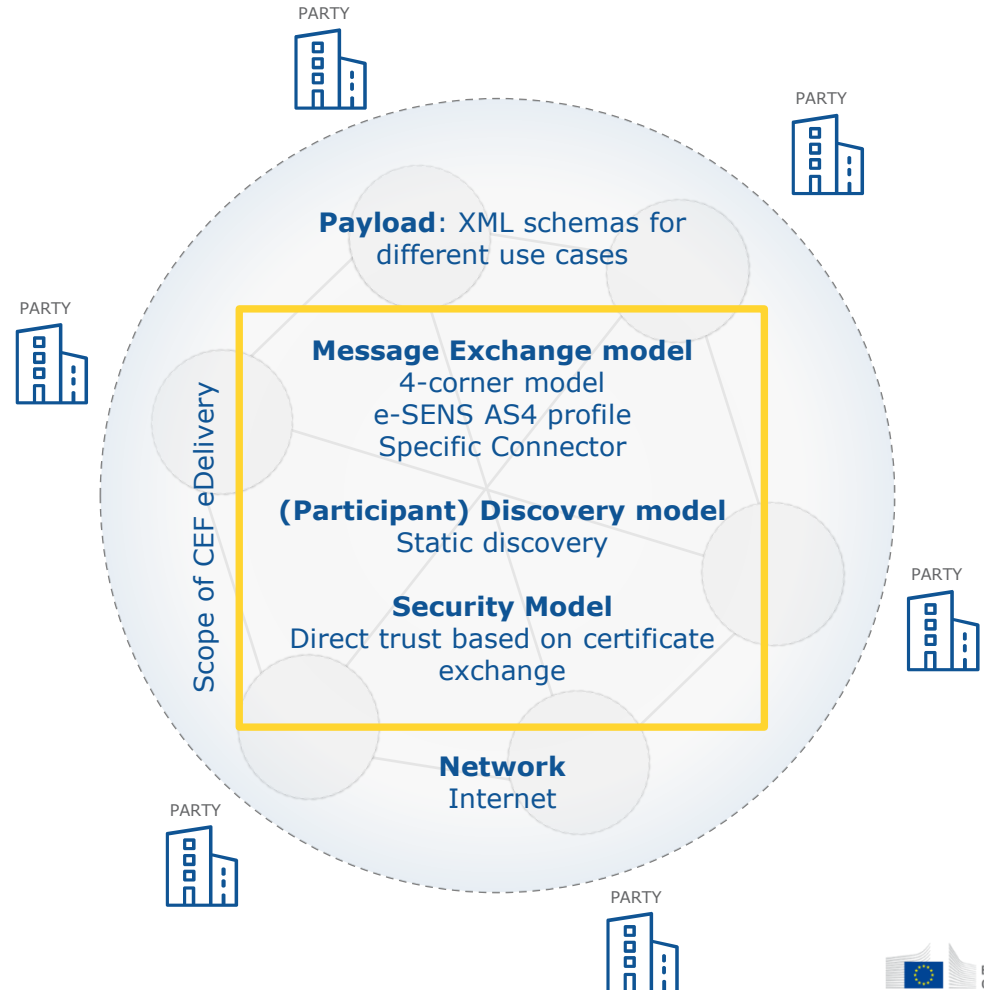 PARTY
PARTY
Payload: XML schemas for
different use cases
PARTY
Message Exchange model
4-corner model
e-SENS AS4 profile
Specific Connector
Scope of CEF eDelivery
(Participant) Discovery model
Static discovery
PARTY
Security Model
Direct trust based on certificate
exchange
Network
Internet
PARTY
PARTY